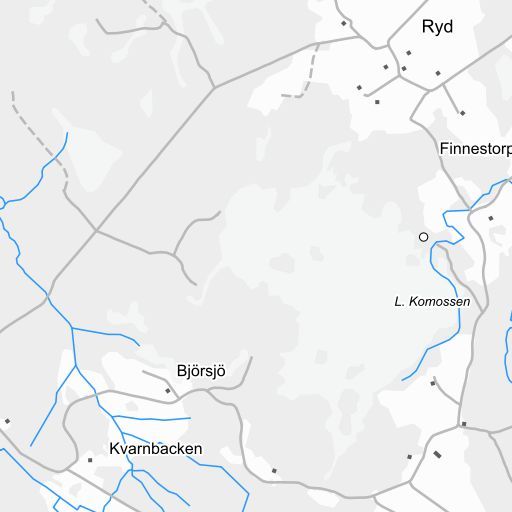 Ryd
Finnestorp
L. Komossen
Björsjö
Kvarnbacken